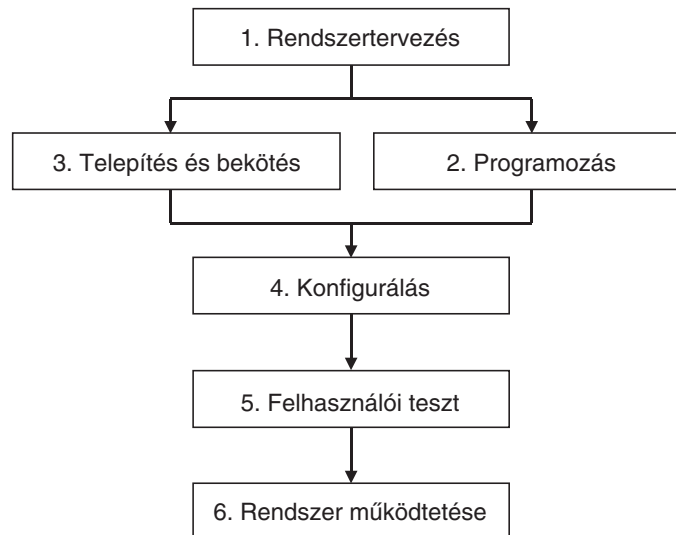 1. Rendszertervezés
3. Telepítés és bekötés
2. Programozás
4. Konfigurálás
5. Felhasználói teszt
6. Rendszer működtetése